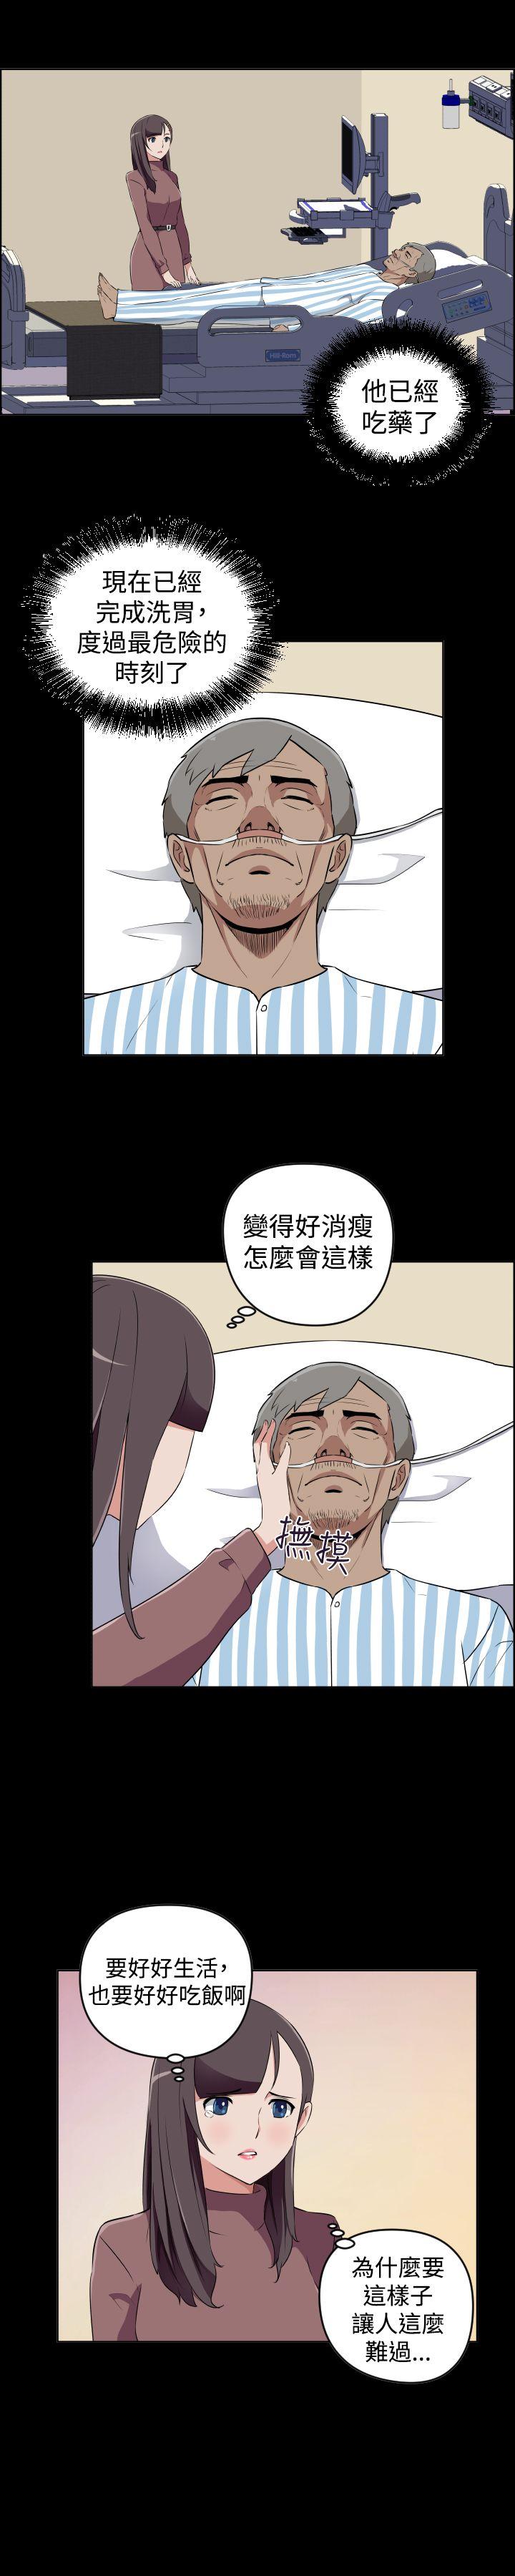 Hill-Rom
他已經
吃藥了
現在已經
完成洗胃，
度過最危險的
時刻了
變得好消瘦
怎麼會這樣
撫摸
要好好生活，
也要好好吃飯啊
為什麼要
這樣子
讓人這麼
難過…